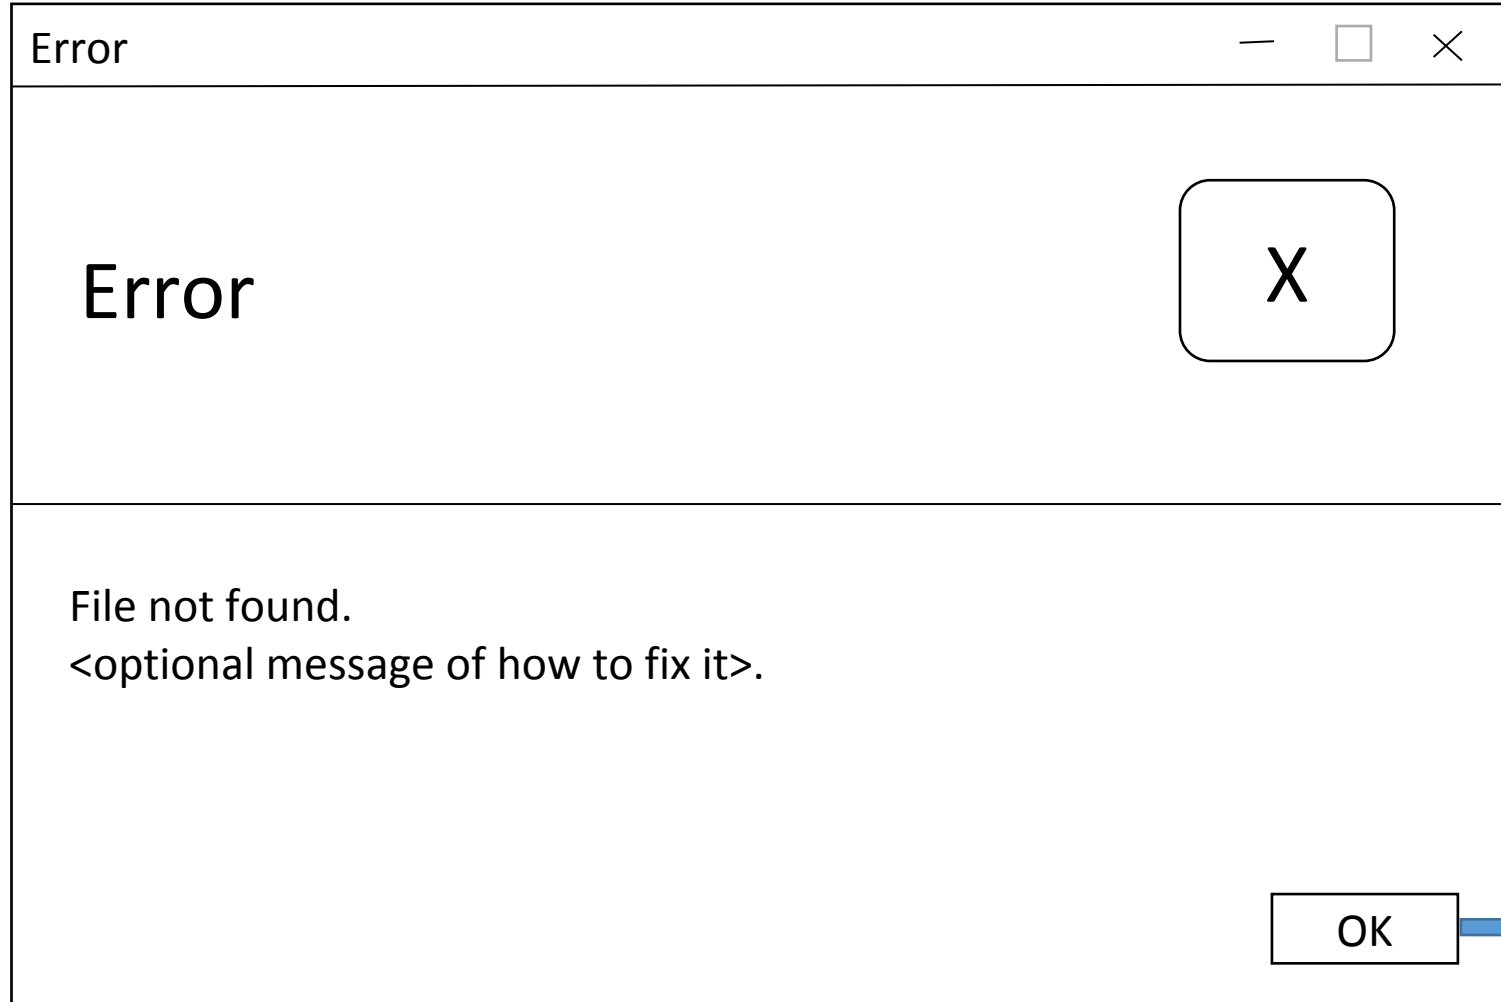 Error
Error
X
File not found.
<optional message of how to fix it>.
OK